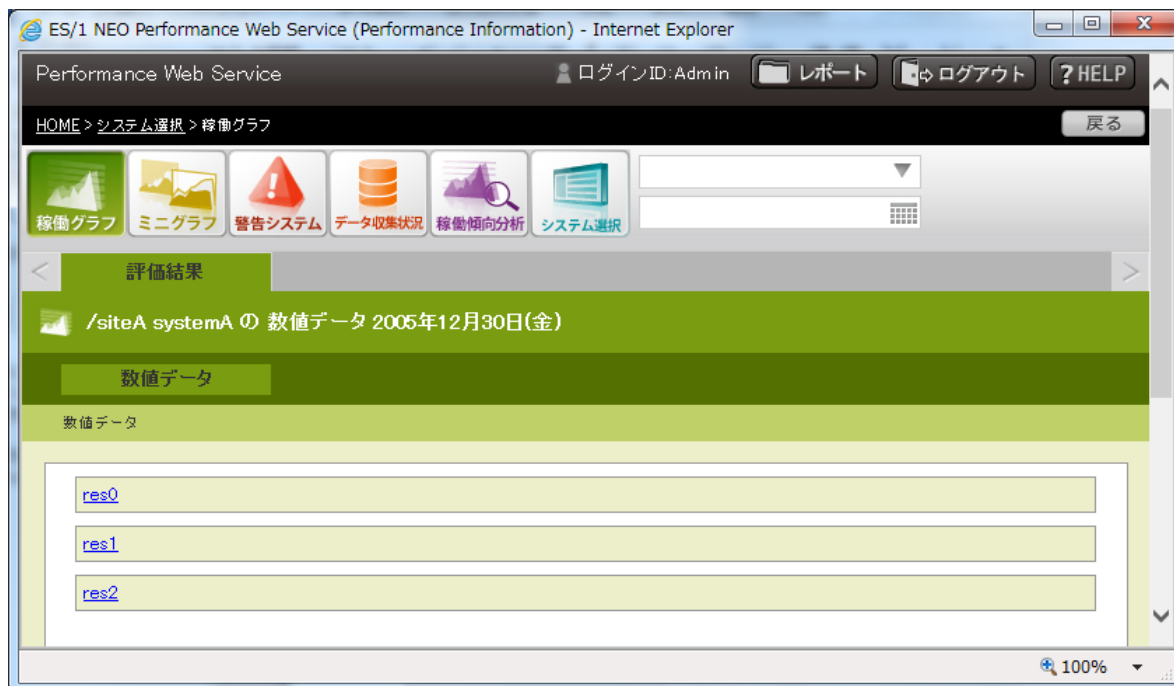 ES/1 NEO Performance Web Service (Performance Information) - Internet Explorer
Performance Web Service ログインID:Admin レポート ログアウト ?HELP
HOME > システム選択 > 稼働グラフ 戻る
稼働グラフ ミニグラフ 警告システム データ収集状況 稼働傾向分析 システム選択
< 評価結果 >
/siteA systemA の 数値データ 2005年12月30日(金)
数値データ
数値データ
res0
res1
res2
100%